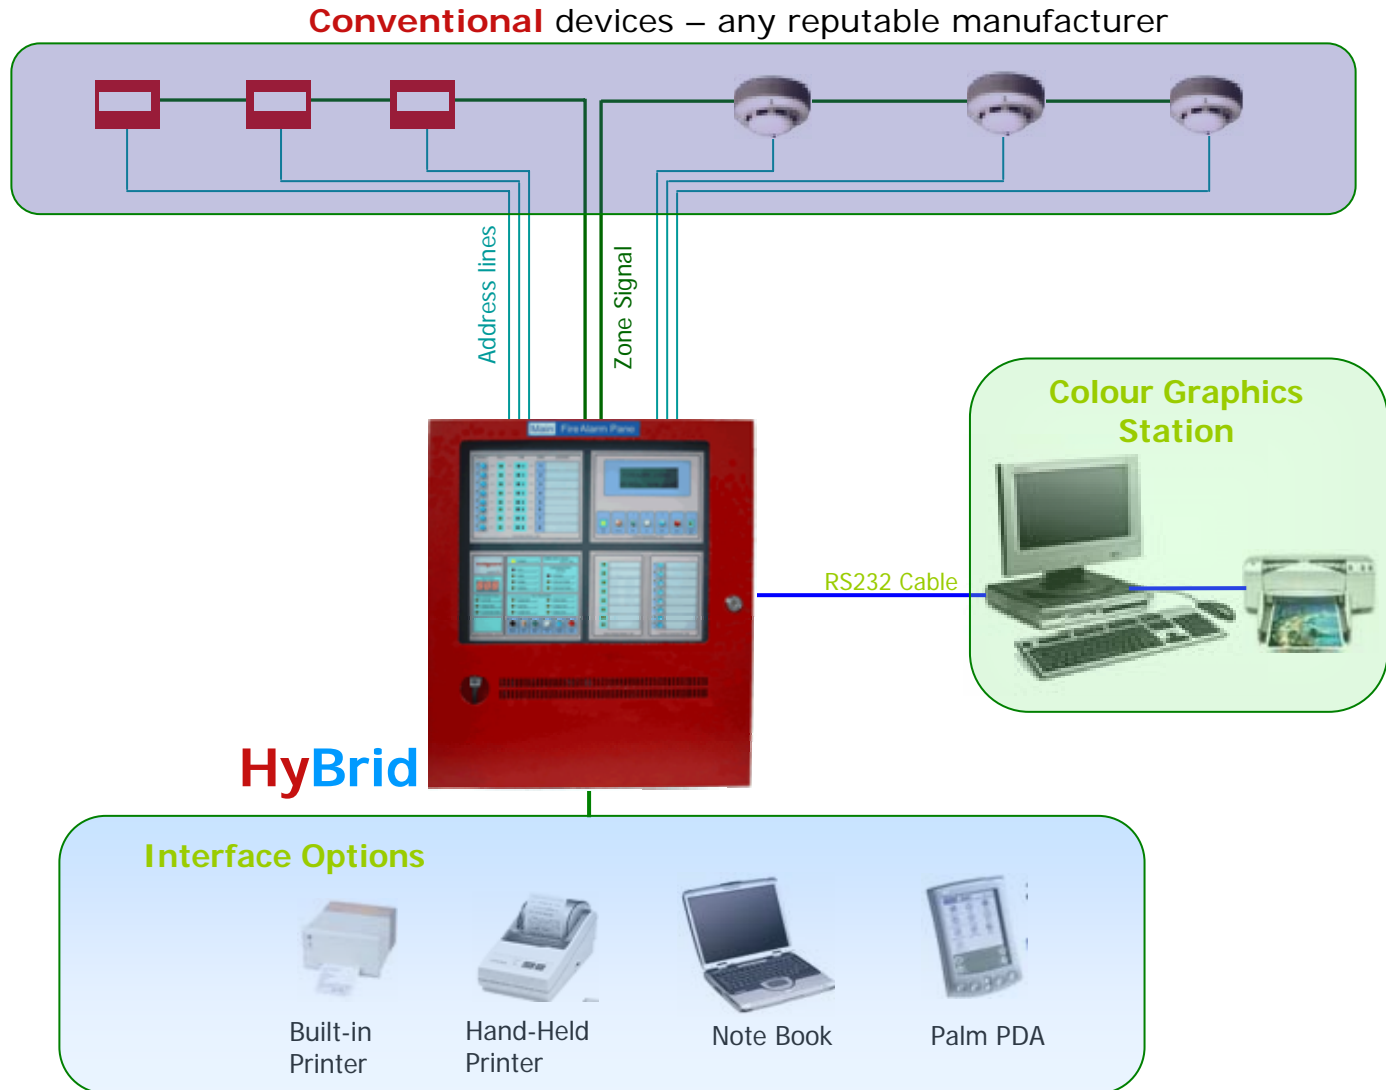 Conventional devices – any reputable manufacturer
Address lines
Zone Signal
Main Fire Alarm Pane
Colour Graphics
Station
RS232 Cable
HyBrid
Interface Options
Built-in
Printer
Hand-Held
Printer
Note Book
Palm PDA